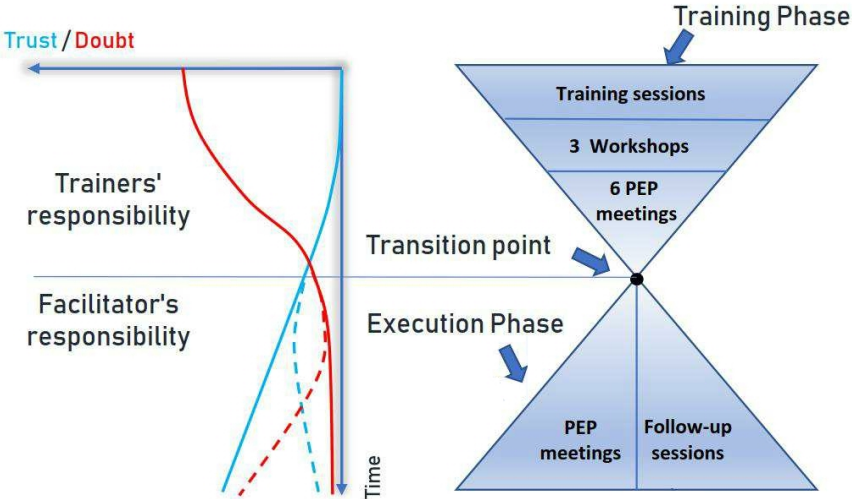 Training Phase
Trust / Doubt
Training sessions
3 Workshops
6 PEP
meetings
Trainers'
responsibility
Transition point
Facilitator's
responsibility
Execution Phase
PEP
meetings
Follow-up
sessions
Time